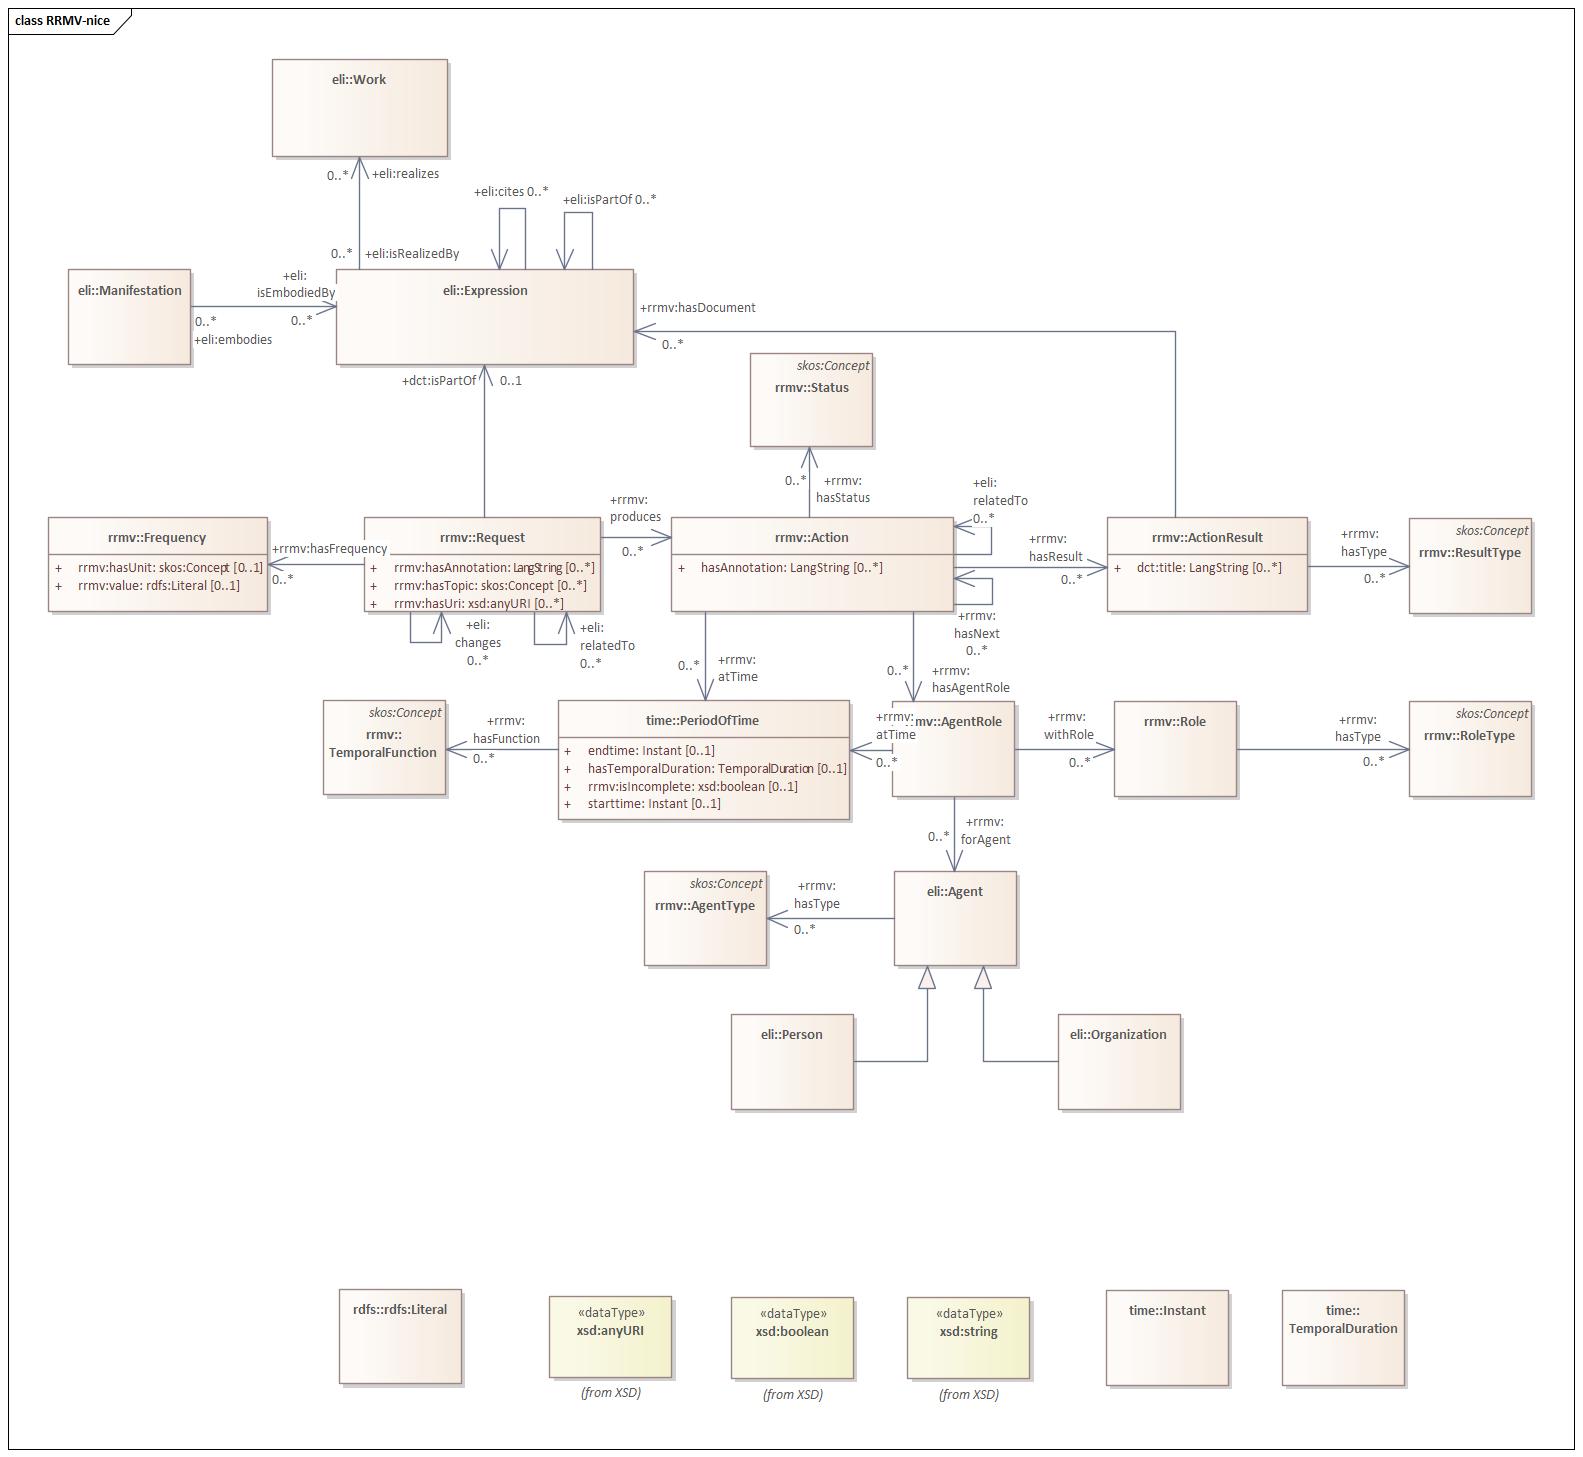 class RRMV-nice
eli::Work
0..*
+eli:realizes
+eli:cites 0..*
+eli:isPartOf 0..*
0..*
+eli:isRealizedBy
eli::Manifestation
+eli:
isEmbodiedBy
0..*
0..*
+eli:embodies
eli::Expression
+rrmv:hasDocument
0..*
+dct:isPartOf
0..1
skos:Concept
rrmv::Status
0..*
+rrmv:
hasStatus
+eli:
relatedTo
0..*
+rrmv:
produces
0..*
rrmv::Frequency
+ rrmv:hasUnit: skos:Concept [0..1]
+ rrmv:value: rdfs:Literal [0..1]
+rrmv:hasFrequency
0..*
rrmv::Request
+ rrmv:hasAnnotation: LangString [0..*]
+ rrmv:hasTopic: skos:Concept [0..*]
+ rrmv:hasUri: xsd:anyURI [0..*]
rrmv::Action
+ hasAnnotation: LangString [0..*]
+rrmv:
hasResult
0..*
rrmv::ActionResult
+ dct:title: LangString [0..*]
+rrmv:
hasType
0..*
skos:Concept
rrmv::ResultType
+eli:
changes
0..*
+eli:
relatedTo
0..*
+rrmv:
hasNext
0..*
0..*
+rrmv:
atTime
0..*
+rrmv:
hasAgentRole
skos:Concept
rrmv::
TemporalFunction
+rrmv:
hasFunction
0..*
time::PeriodOfTime
+ endtime: Instant [0..1]
+ hasTemporalDuration: TemporalDuration [0..1]
+ rrmv:isIncomplete: xsd:boolean [0..1]
+ starttime: Instant [0..1]
+rrmv:
atTime
0..*
mv::AgentRole
+rrmv:
withRole
0..*
rrmv::Role
+rrmv:
hasType
0..*
skos:Concept
rrmv::RoleType
0..*
+rrmv:
forAgent
skos:Concept
rrmv::AgentType
+rrmv:
hasType
0..*
eli::Agent
eli::Person
eli::Organization
rdfs::rdfs:Literal
«dataType»
xsd:anyURI
(from XSD)
«dataType»
xsd:boolean
(from XSD)
«dataType»
xsd:string
(from XSD)
time::Instant
time::
TemporalDuration